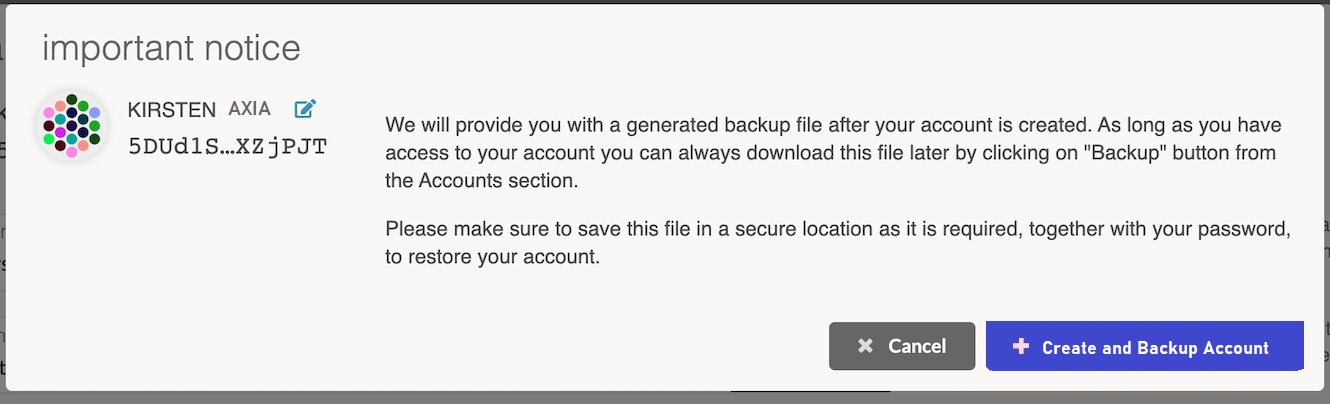 important notice
KIRSTEN AXIA
5DUd1S…XZjPJT
We will provide you with a generated backup file after your account is created. As long as you have
access to your account you can always download this file later by clicking on "Backup" button from
the Accounts section.
Please make sure to save this file in a secure location as it is required, together with your password,
to restore your account.
Cancel
Create and Backup Account